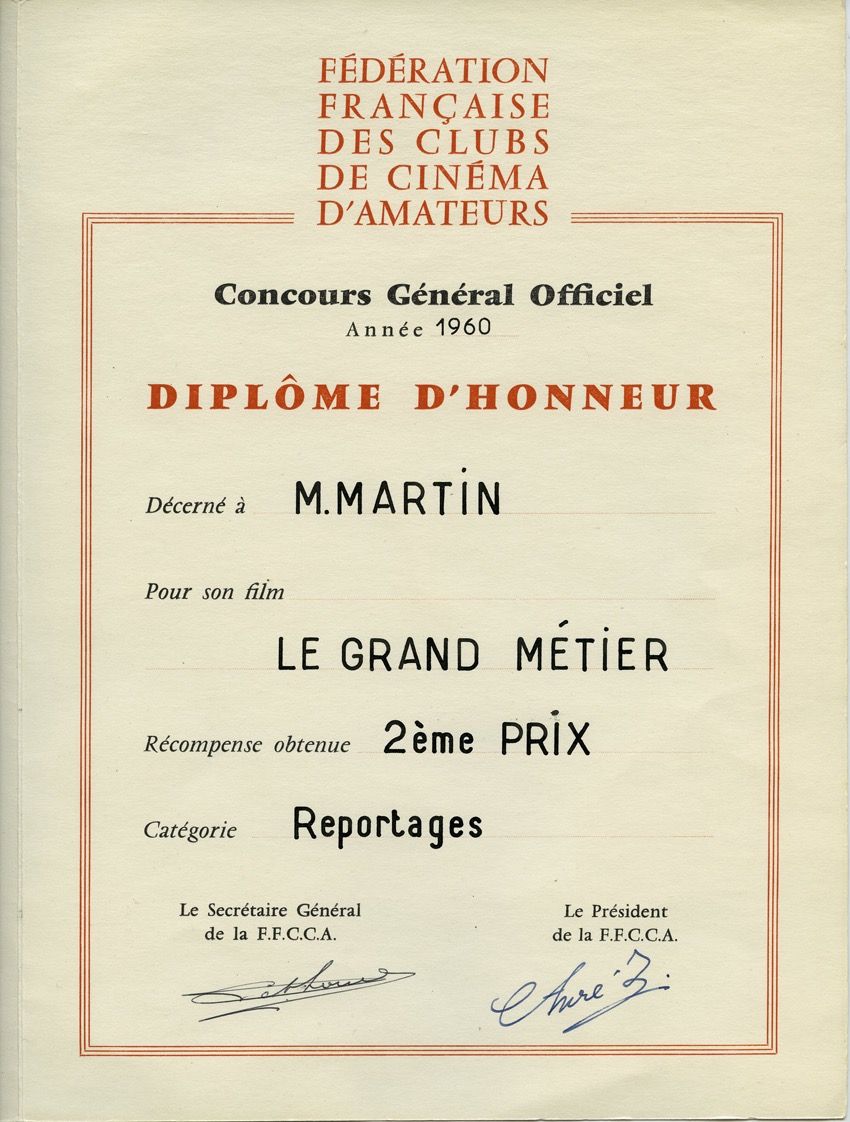 FÉDÉRATION
FRANÇAISE
DES CLUBS
DE CINÉMA
D'AMATEURS
Concours Général Officiel
Année 1960
DIPLÔME D'HONNEUR
Décerné à M. MARTIN
Pour son film
LE GRAND MÉTIER
Récompense obtenue 2ème PRIX
Catégorie Reportages
Le Secrétaire Général
de la F.F.C.C.A.
Le Président
de la F.F.C.C.A.